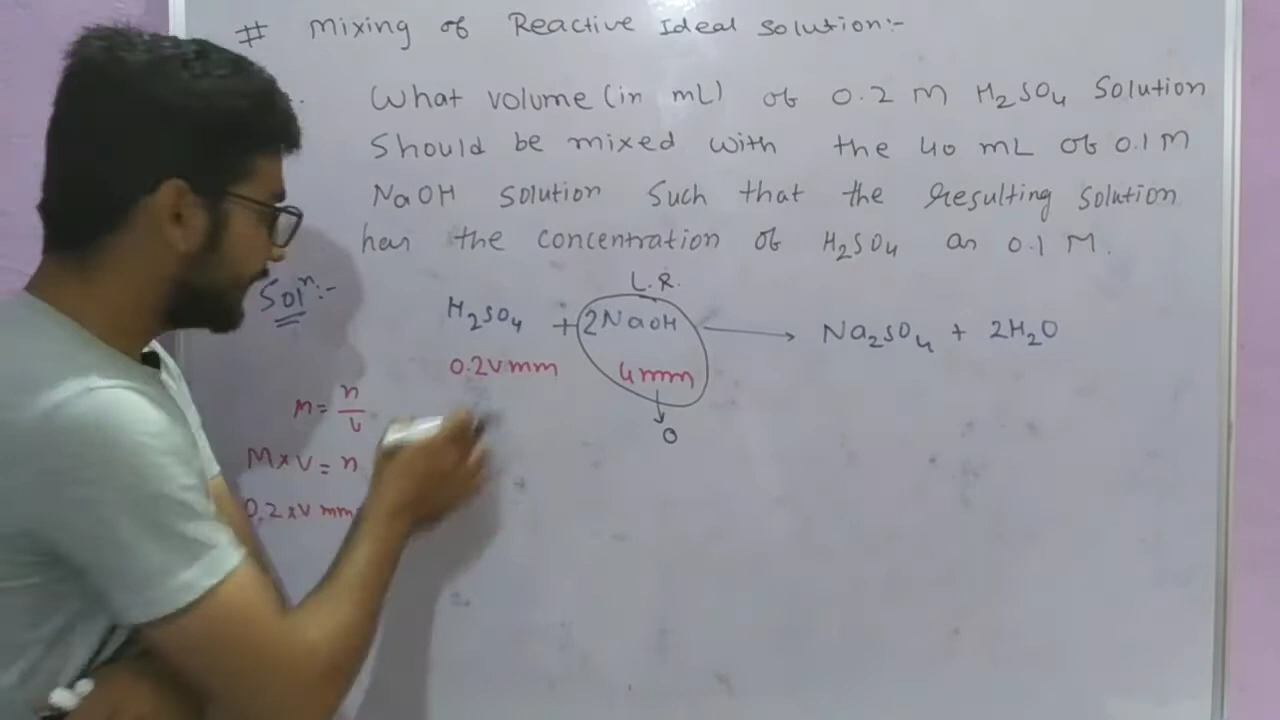 # Mixing of Reactive Ideal Solution:-
What volume (in mL) of 0.2 M H₂SO₄ Solution
Should be mixed with the 40 mL of 0.1 M
NaOH solution Such that the resulting solution
has the concentration of H₂SO₄ as 0.1 M.
Solⁿ:-
L.R.
H₂SO₄ + 2NaOH ⟶ Na₂SO₄ + 2H₂O
0.2V mm 4mm
↓
0
M = n/V
M×V = n
0.2×V mm